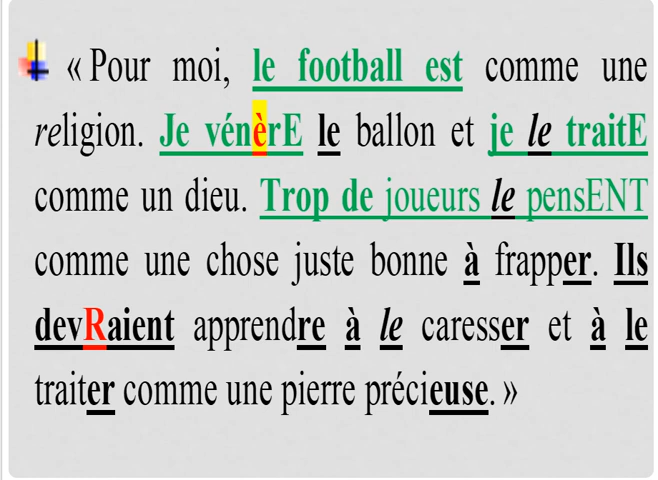 « Pour moi, le football est comme une
religion. Je vénèrE le ballon et je le traitE
comme un dieu. Trop de joueurs le pensENT
comme une chose juste bonne à frapper. Ils
devRaient apprendre à le caresser et à le
traiter comme une pierre précieuse. »